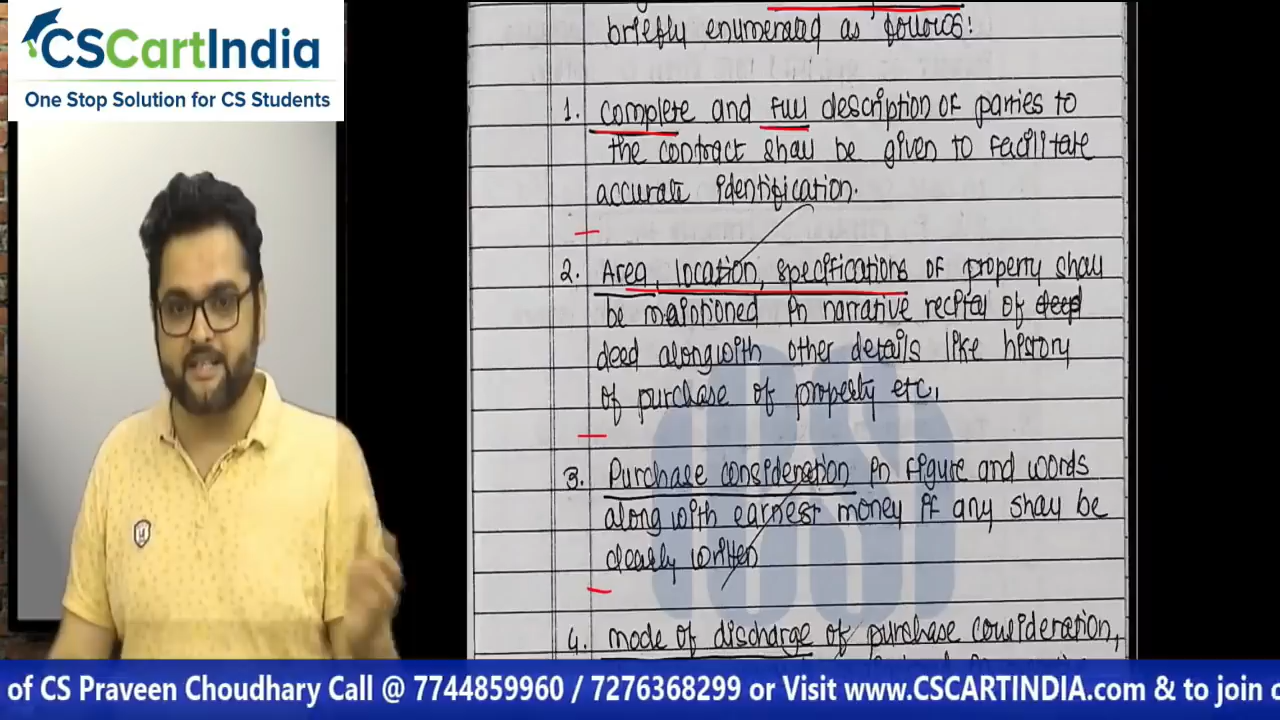 CSCartIndia
One Stop Solution for CS Students
briefly enumerated as follows:
1. Complete and Full description of parties to
the contract shall be given to facilitate
accurate identification.
2. Area, location, specifications of property shall
be maintioned in narrative recital of deed
deed alongwith other details like history
of purchase of property etc.
3. Purchase consideration in figure and words
alongwith earnest money if any shall be
clearly written
4. mode of discharge of purchase consideration,
of CS Praveen Choudhary Call @ 7744859960 / 7276368299 or Visit www.CSCARTINDIA.com & to join